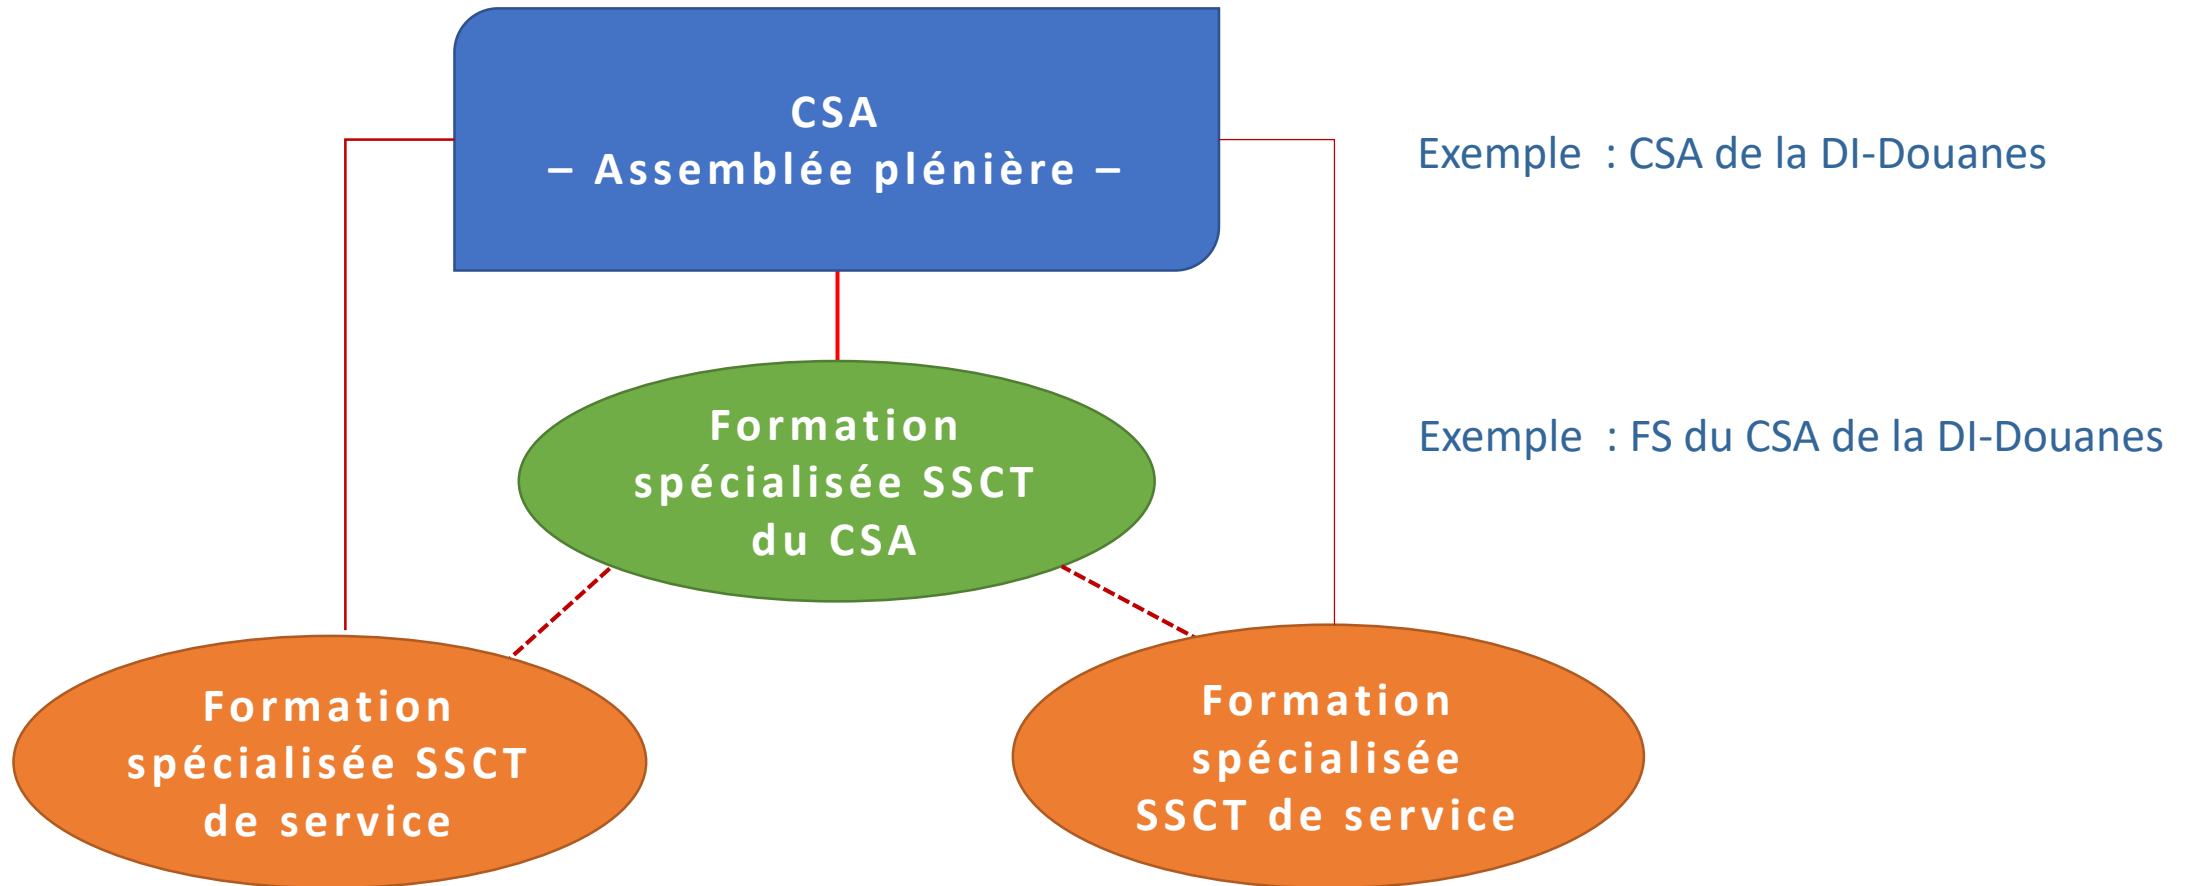 CSA
– Assemblée plénière –
Exemple : CSA de la DI-Douanes
Formation
spécialisée SSCT
du CSA
Exemple : FS du CSA de la DI-Douanes
Formation
spécialisée SSCT
de service
Formation
spécialisée
SSCT de service